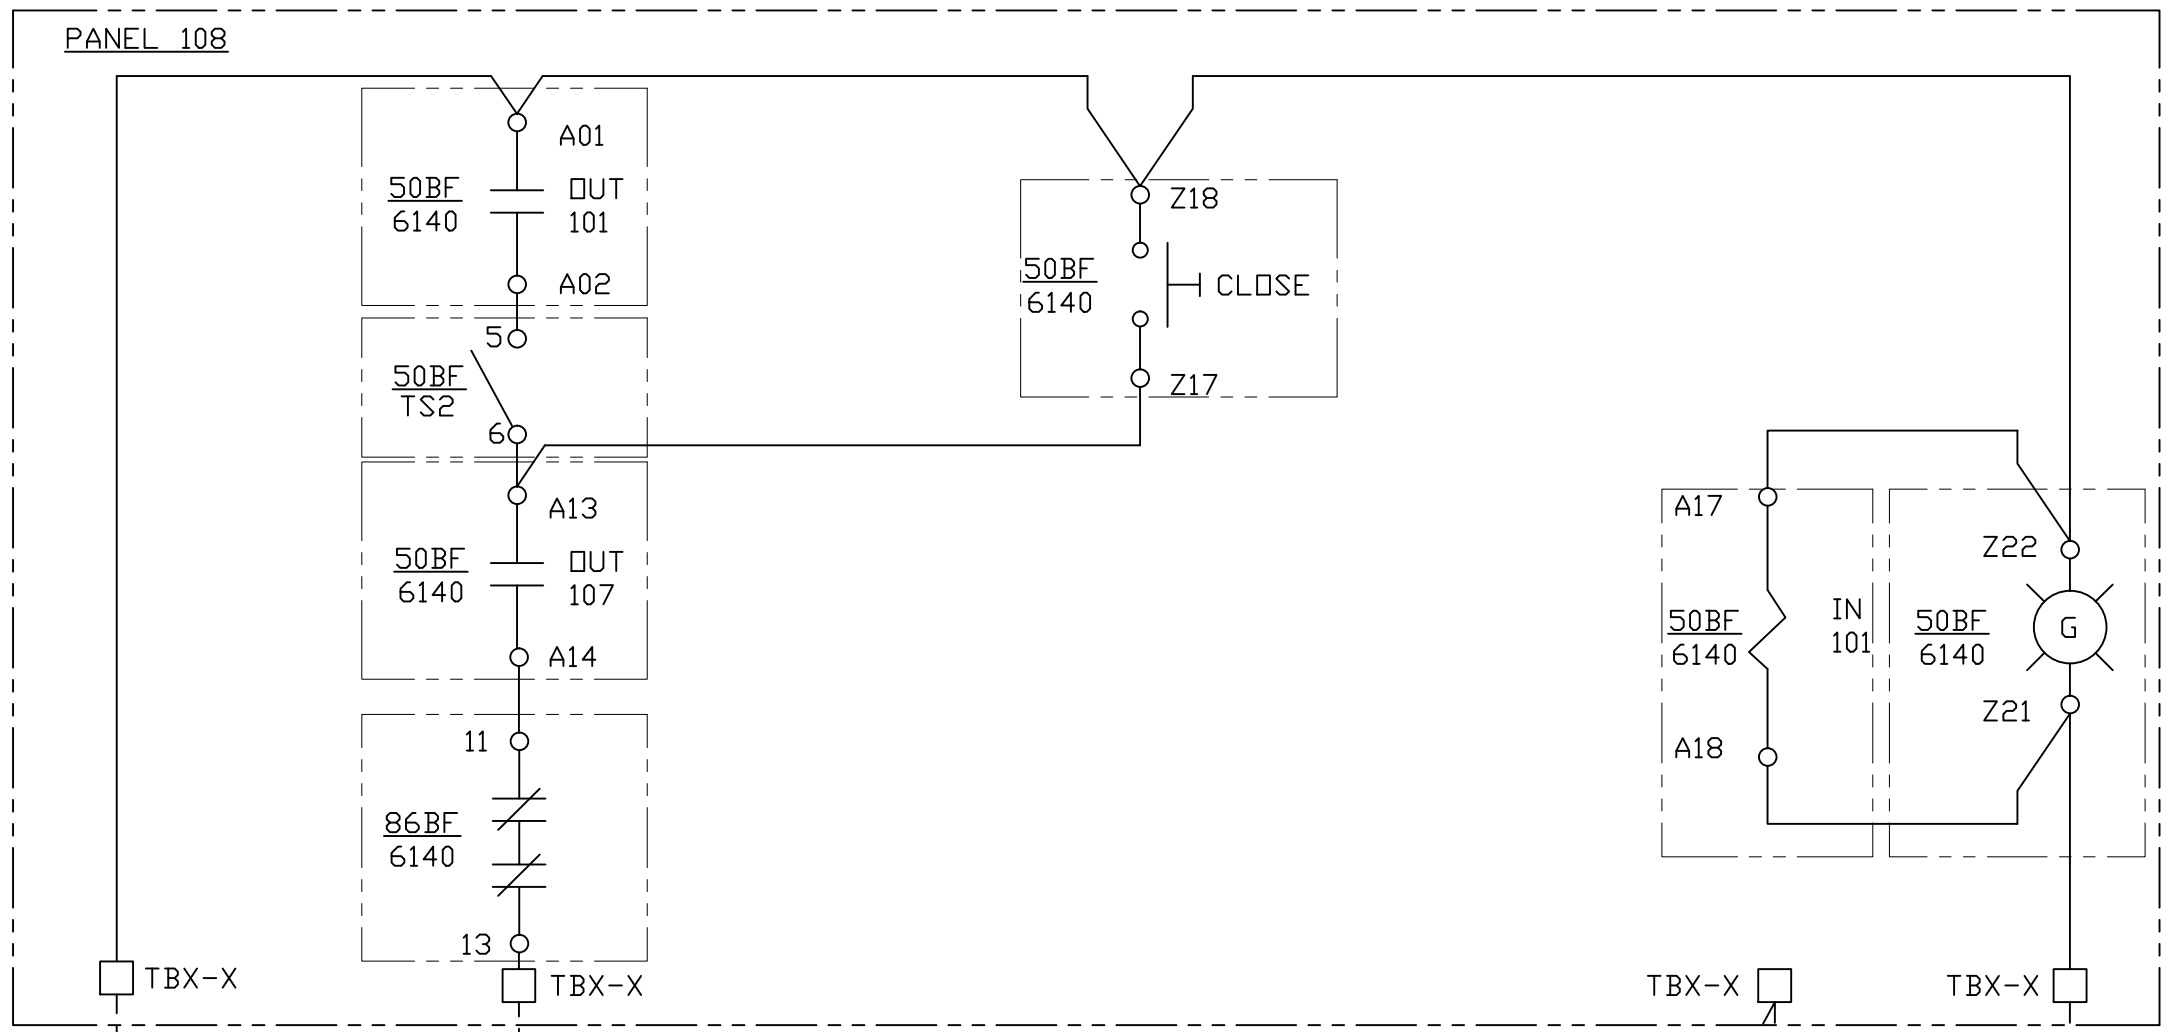 PANEL 108
A01
50BF
6140
OUT
101
A02
5
50BF
TS2
6
A13
50BF
6140
OUT
107
A14
11
86BF
6140
13
TBX-X
TBX-X
Z18
50BF
6140
CLOSE
Z17
A17
50BF
6140
IN
101
A18
Z22
50BF
6140
G
Z21
TBX-X
TBX-X